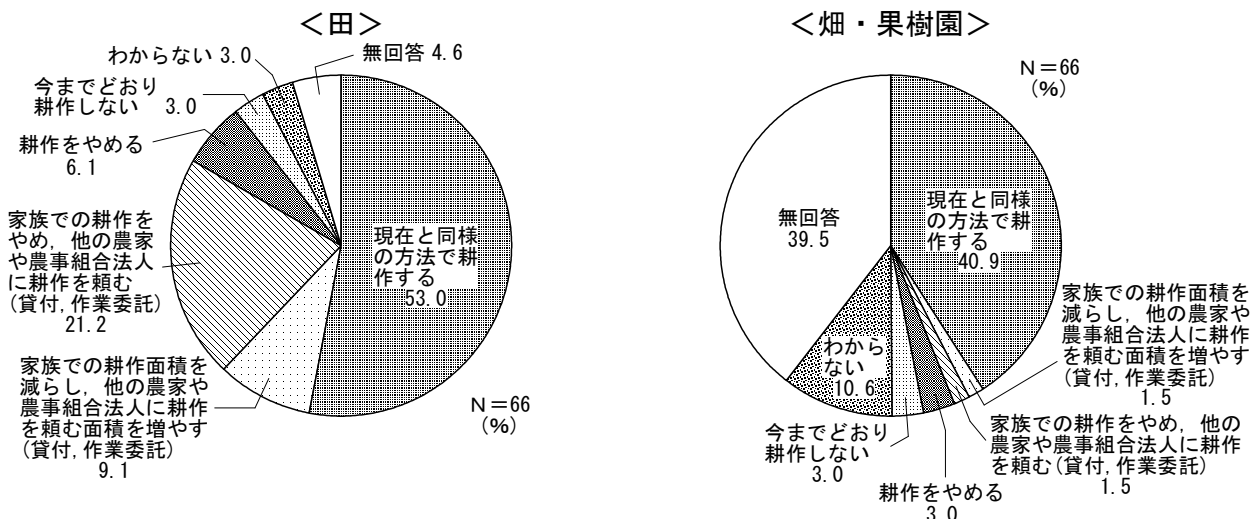 ＜田＞
わからない 3.0
無回答 4.6
今までどおり
耕作しない 3.0
耕作をやめる
6.1
家族での耕作を
やめ，他の農家
や農事組合法人
に耕作を頼む
(貸付,作業委託)
21.2
現在と同様
の方法で耕
作する
53.0
家族での耕作面積を
減らし，他の農家や
農事組合法人に耕作
を頼む面積を増やす
(貸付,作業委託)
9.1
Ｎ＝66
(％)
＜畑・果樹園＞
Ｎ＝66
(％)
無回答
39.5
現在と同様
の方法で耕
作する
40.9
家族での耕作面積を
減らし，他の農家や
農事組合法人に耕作
を頼む面積を増やす
(貸付,作業委託)
1.5
わから
ない
10.6
今までどおり
耕作しない
3.0
家族での耕作をやめ，他の
農家や農事組合法人に耕作
を頼む(貸付,作業委託)
1.5
耕作をやめる
3.0